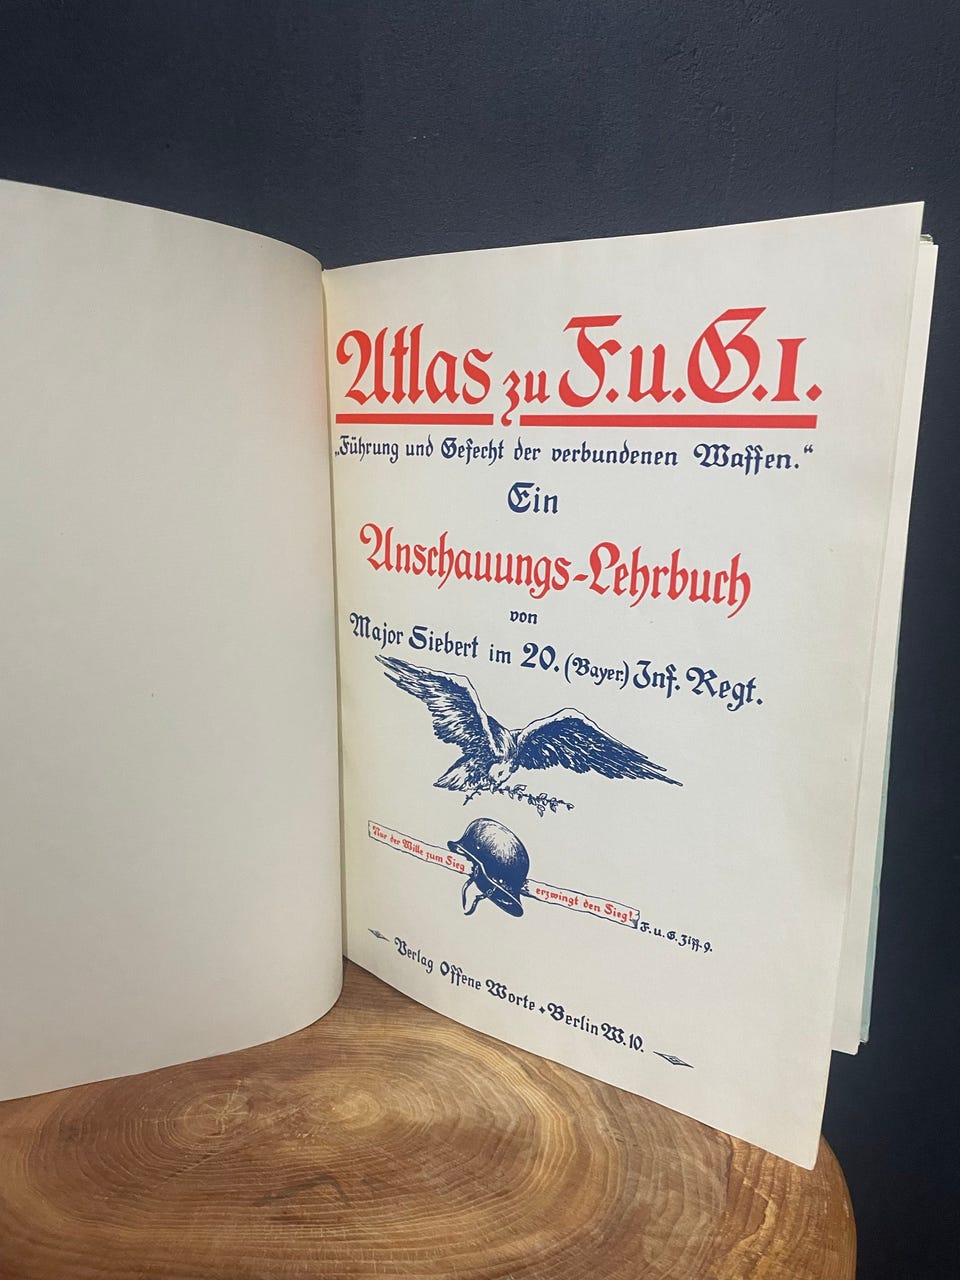 Atlas zu F.u.G.I.
„Führung und Gefecht der verbundenen Waffen.“
Ein
Anschauungs-Lehrbuch
von
Major Siebert im 20. (Bayer.) Inf. Regt.
Nur der Wille zum Sieg erzwingt den Sieg!
F.u.G. Ziff. 9.
Verlag Offene Worte ✦ Berlin W. 10.